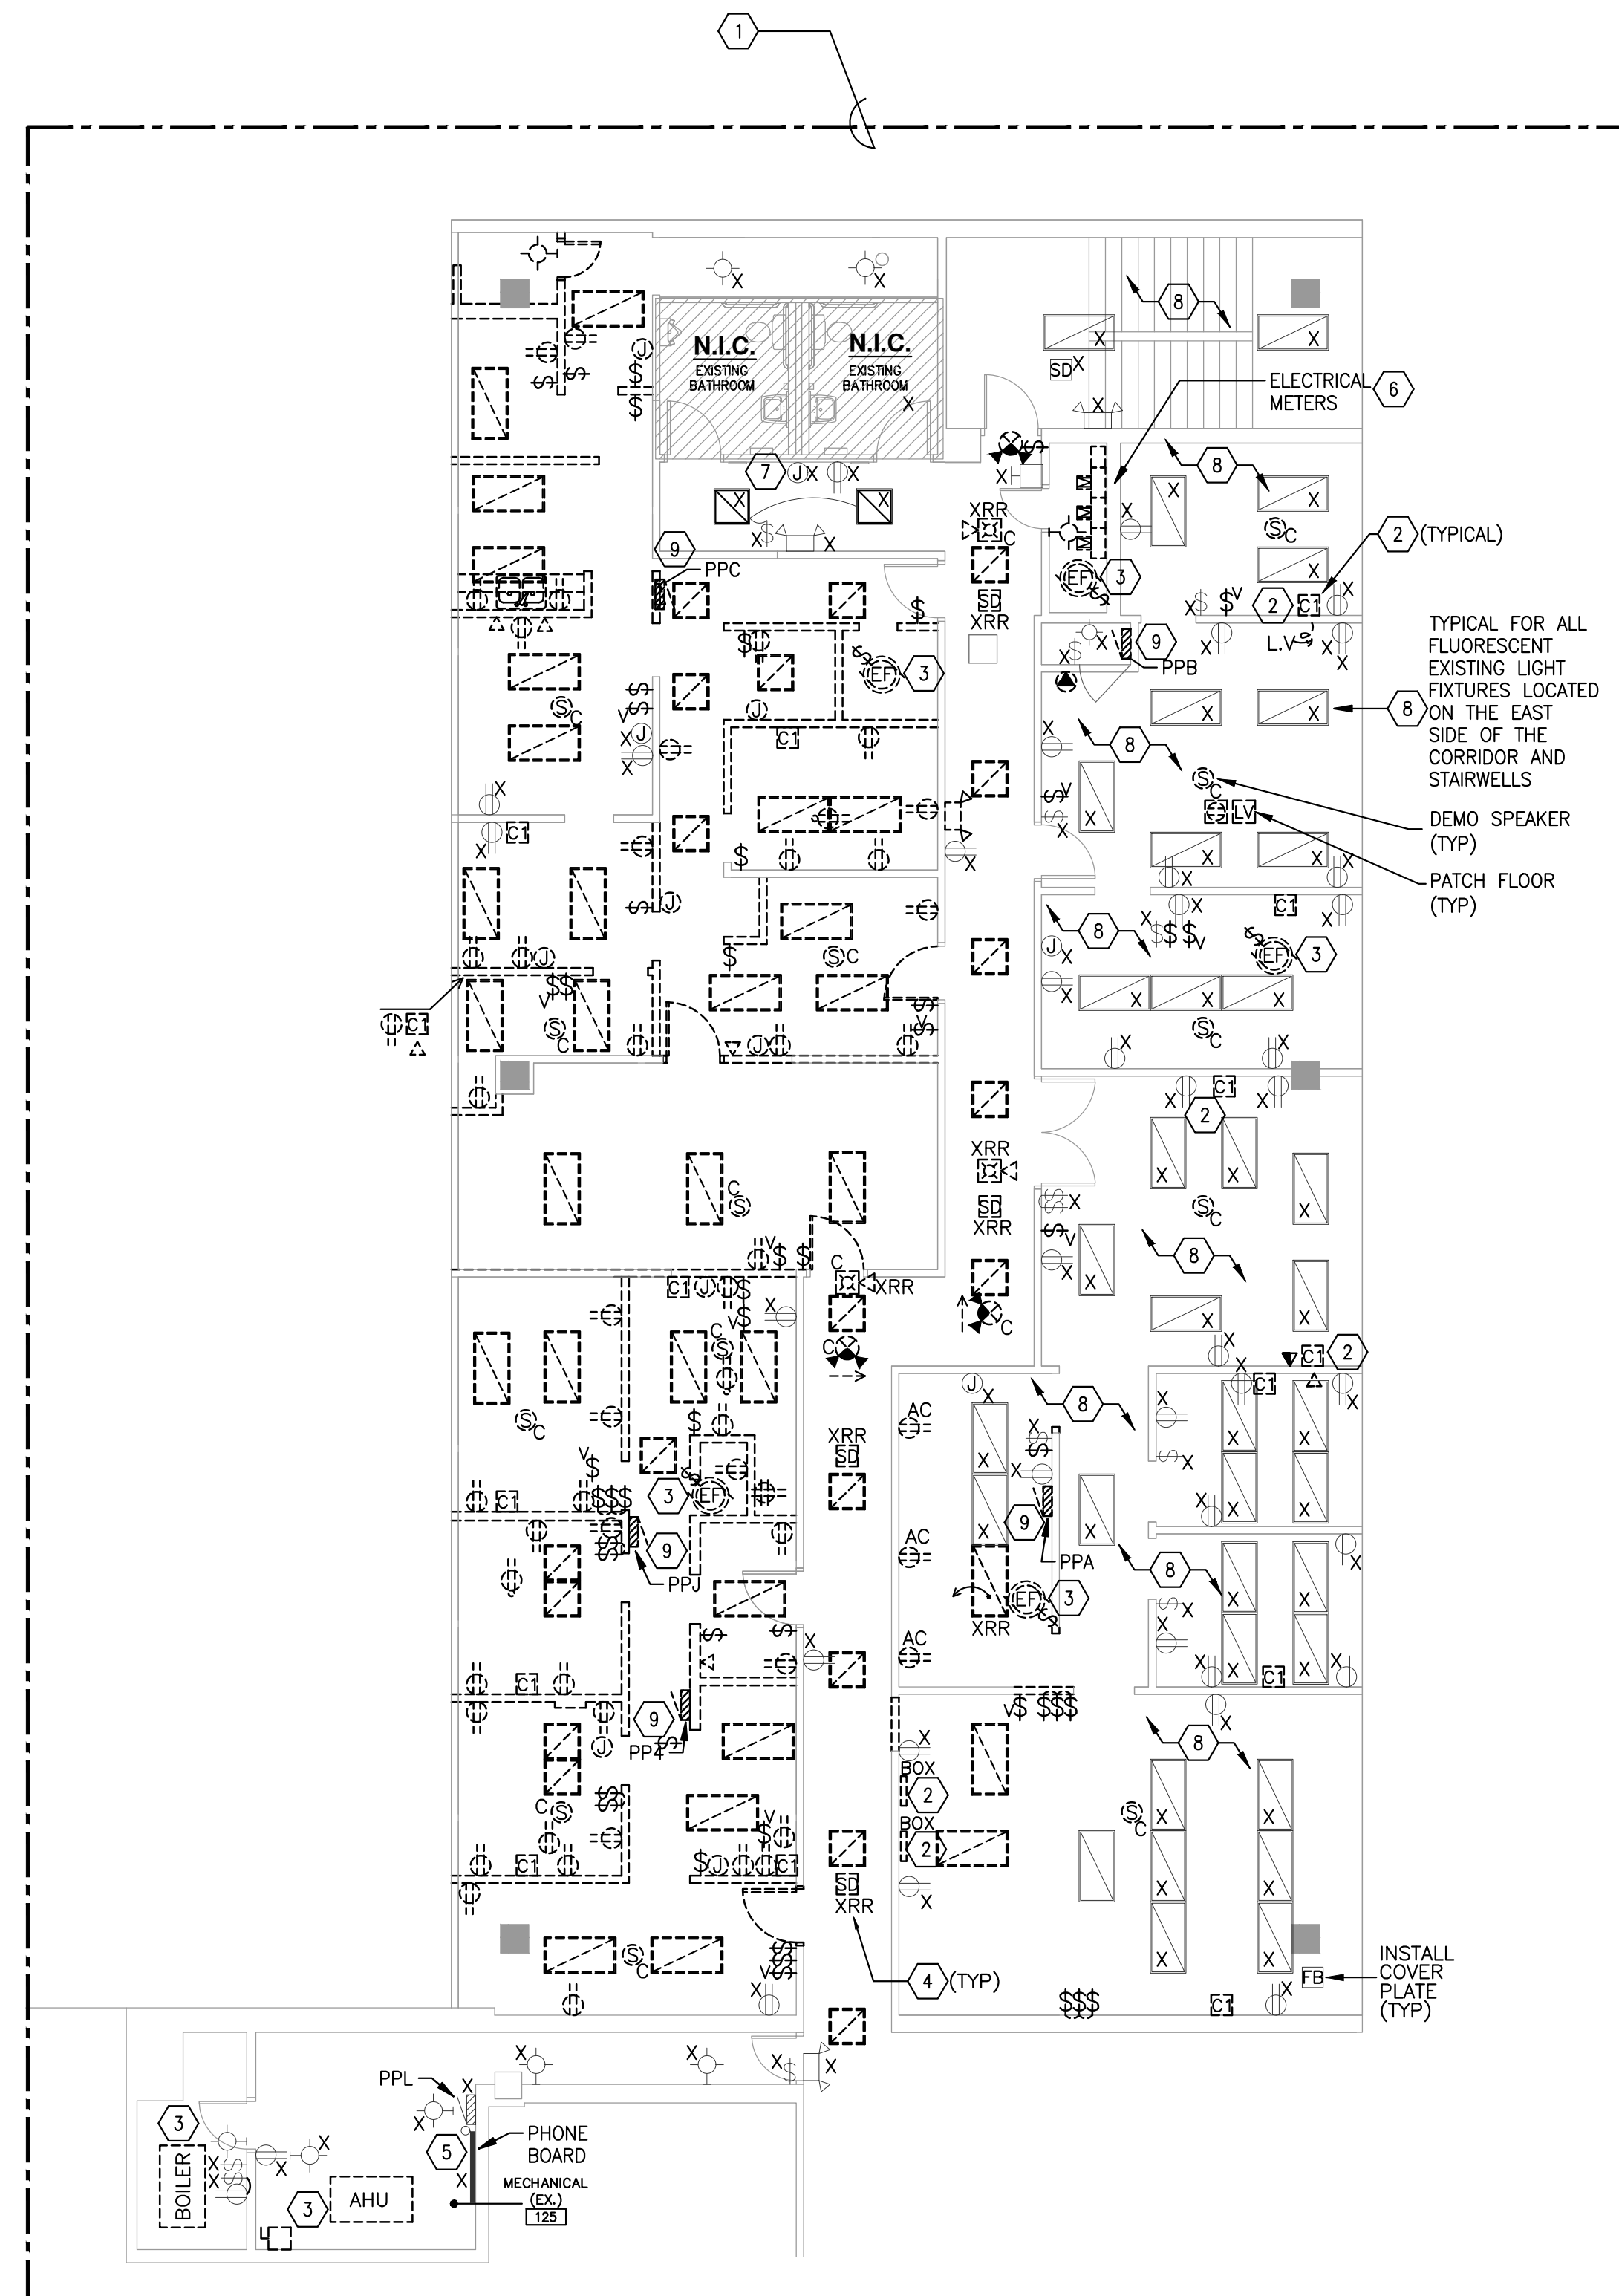 1
N.I.C.
EXISTING
BATHROOM
N.I.C.
EXISTING
BATHROOM
8
SD
X
ELECTRICAL
METERS
6
7
J X
X
8
XRR
C
S C
2 (TYPICAL)
9
PPC
EF
3
SD
XRR
2
C1
L.V
9
PPB
TYPICAL FOR ALL
FLUORESCENT
EXISTING LIGHT
FIXTURES LOCATED
ON THE EAST
SIDE OF THE
CORRIDOR AND
STAIRWELLS
8
EF
3
S C
C1
8
S C
LV
DEMO SPEAKER
(TYP)
PATCH FLOOR
(TYP)
C1
J
8
C1
EF
3
S C
J
C1
S C
S C
C1
2
XRR
SD
XRR
S C
8
C
XRR
C1
J
C
S
C
C
S C
C1
2
C1
8
AC
XRR
SD
C1
3
EF
9
PPJ
9
PPA
AC
8
EF
3
XRR
AC
C1
C1
9
PP4
J
8
BOX
2
BOX
2
C S
C1
J
C1
SD
XRR
S C
4 (TYP)
S C
FB
INSTALL
COVER
PLATE
(TYP)
C1
PPL
3
5
PHONE
BOARD
BOILER
3
AHU
MECHANICAL
(EX.)
125